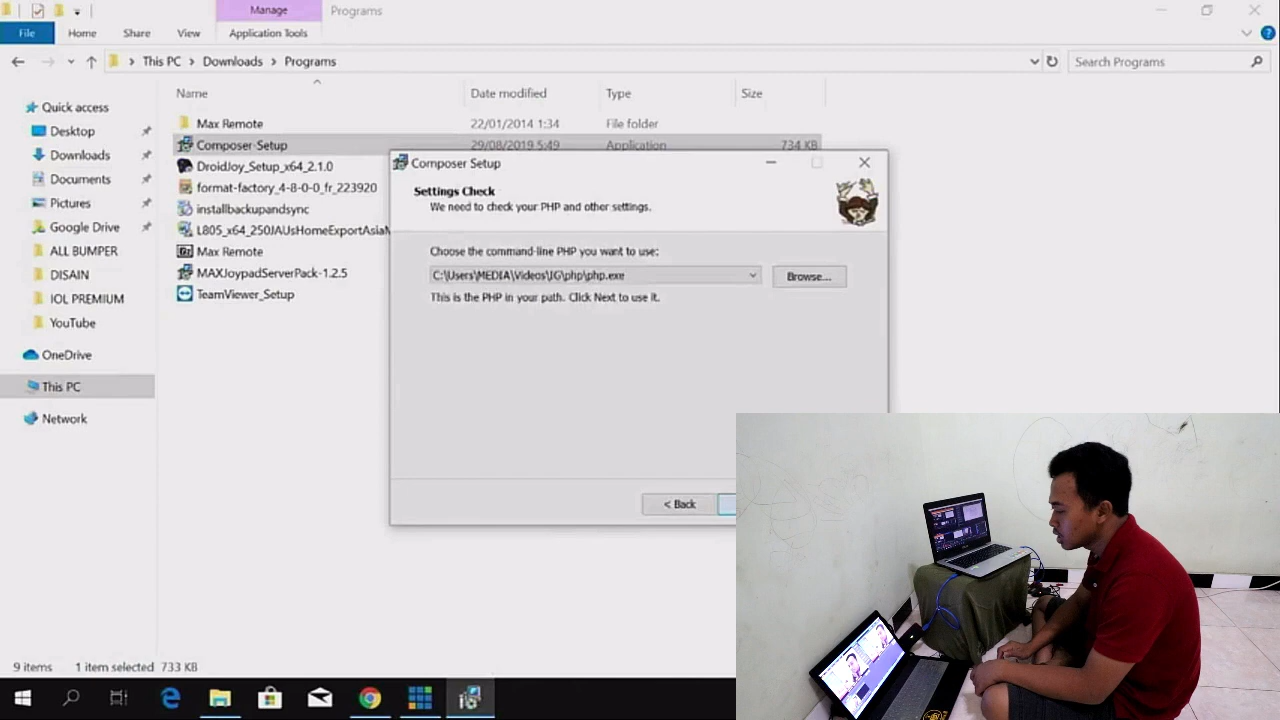 Manage
Programs
File
Home
Share
View
Application Tools
This PC
Downloads
Programs
Search Programs
Name
Date modified
Type
Size
Quick access
Desktop
Downloads
Documents
Pictures
Google Drive
ALL BUMPER
DISAIN
IOL PREMIUM
YouTube
OneDrive
This PC
Network
Max Remote
22/01/2014 1:34
File folder
Composer-Setup
29/08/2019 5:49
Application
734 KB
DroidJoy_Setup_x64_2.1.0
format-factory_4-8-0-0_fr_223920
installbackupandsync
L805_x64_250JAUsHomeExportAsiaM
Max Remote
MAXJoypadServerPack-1.2.5
TeamViewer_Setup
Composer Setup
Settings Check
We need to check your PHP and other settings.
Choose the command-line PHP you want to use:
C:\Users\MEDIA\Videos\JG\php\php.exe
Browse...
This is the PHP in your path. Click Next to use it.
< Back
9 items
1 item selected 733 KB